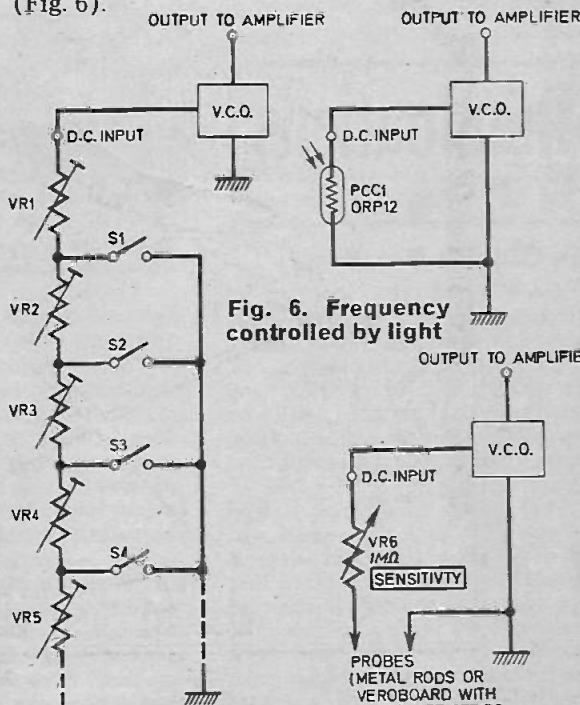 (Fig. 6).
OUTPUT TO AMPLIFIER
V.C.O.
D.C. INPUT
VR1
S1
VR2
S2
VR3
S3
VR4
S4
VR5
OUTPUT TO AMPLIFIER
V.C.O.
D.C. INPUT
PCC1
ORP12
Fig. 6. Frequency
controlled by light
OUTPUT TO AMPLIFIE
V.C.O.
D.C. INPUT
VR6
1MΩ
SENSITIVTY
PROBES
(METAL RODS OR
VEROBOARD WITH